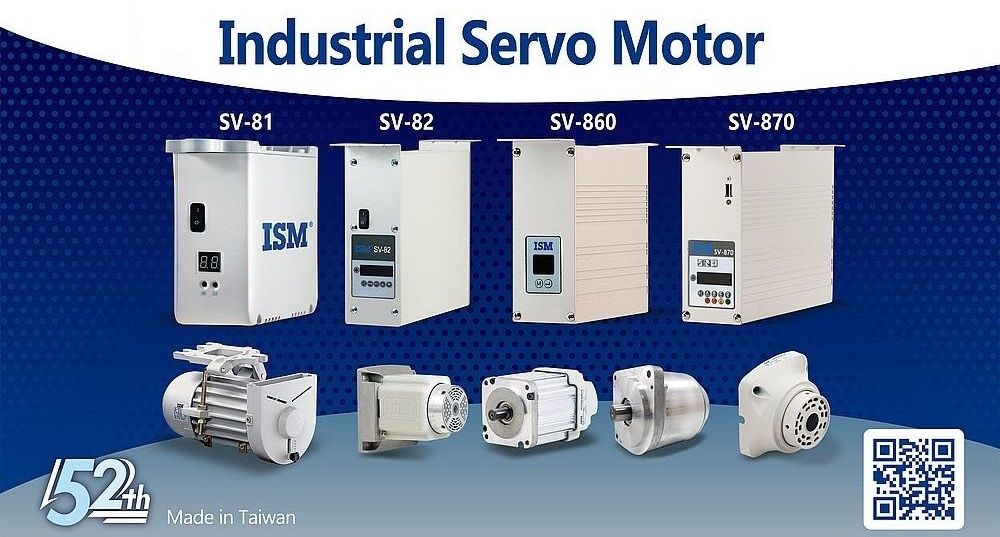 Industrial Servo Motor
SV-81
SV-82
SV-860
SV-870
ISM®
ISM SV-82
ISM
M
ISM
SV-870
ISM
ISM
52th
Made in Taiwan